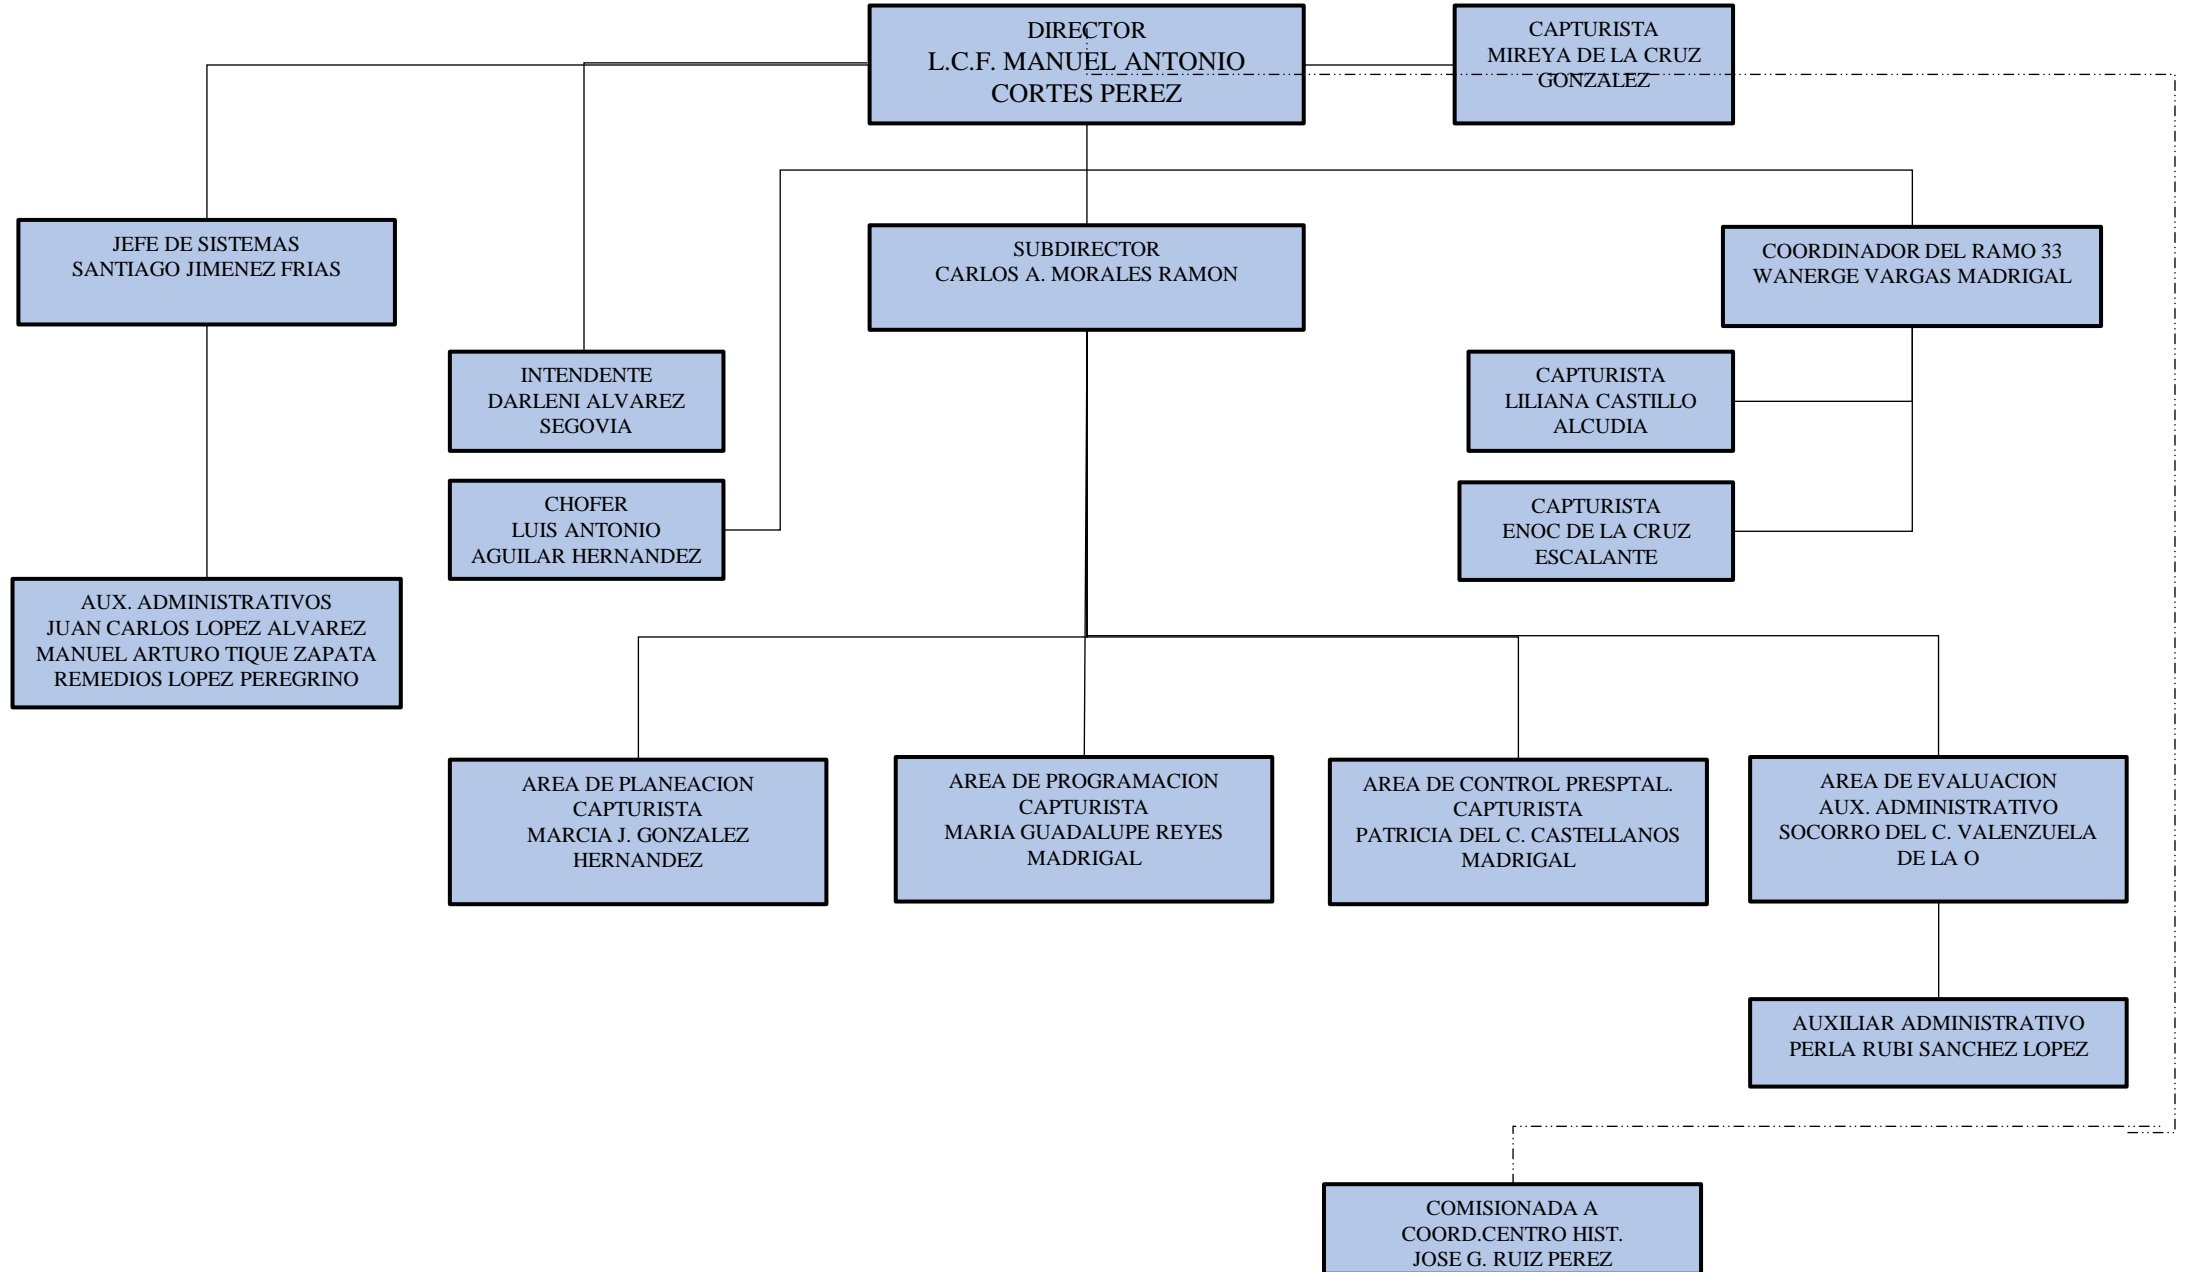 DIRECTOR
L.C.F. MANUEL ANTONIO
CORTES PEREZ
CAPTURISTA
MIREYA DE LA CRUZ
GONZALEZ
JEFE DE SISTEMAS
SANTIAGO JIMENEZ FRIAS
SUBDIRECTOR
CARLOS A. MORALES RAMON
COORDINADOR DEL RAMO 33
WANERGE VARGAS MADRIGAL
INTENDENTE
DARLENI ALVAREZ
SEGOVIA
CAPTURISTA
LILIANA CASTILLO
ALCUDIA
CHOFER
LUIS ANTONIO
AGUILAR HERNANDEZ
CAPTURISTA
ENOC DE LA CRUZ
ESCALANTE
AUX. ADMINISTRATIVOS
JUAN CARLOS LOPEZ ALVAREZ
MANUEL ARTURO TIQUE ZAPATA
REMEDIOS LOPEZ PEREGRINO
AREA DE PLANEACION
CAPTURISTA
MARCIA J. GONZALEZ
HERNANDEZ
AREA DE PROGRAMACION
CAPTURISTA
MARIA GUADALUPE REYES
MADRIGAL
AREA DE CONTROL PRESPTAL.
CAPTURISTA
PATRICIA DEL C. CASTELLANOS
MADRIGAL
AREA DE EVALUACION
AUX. ADMINISTRATIVO
SOCORRO DEL C. VALENZUELA
DE LA O
AUXILIAR ADMINISTRATIVO
PERLA RUBI SANCHEZ LOPEZ
COMISIONADA A
COORD.CENTRO HIST.
JOSE G. RUIZ PEREZ